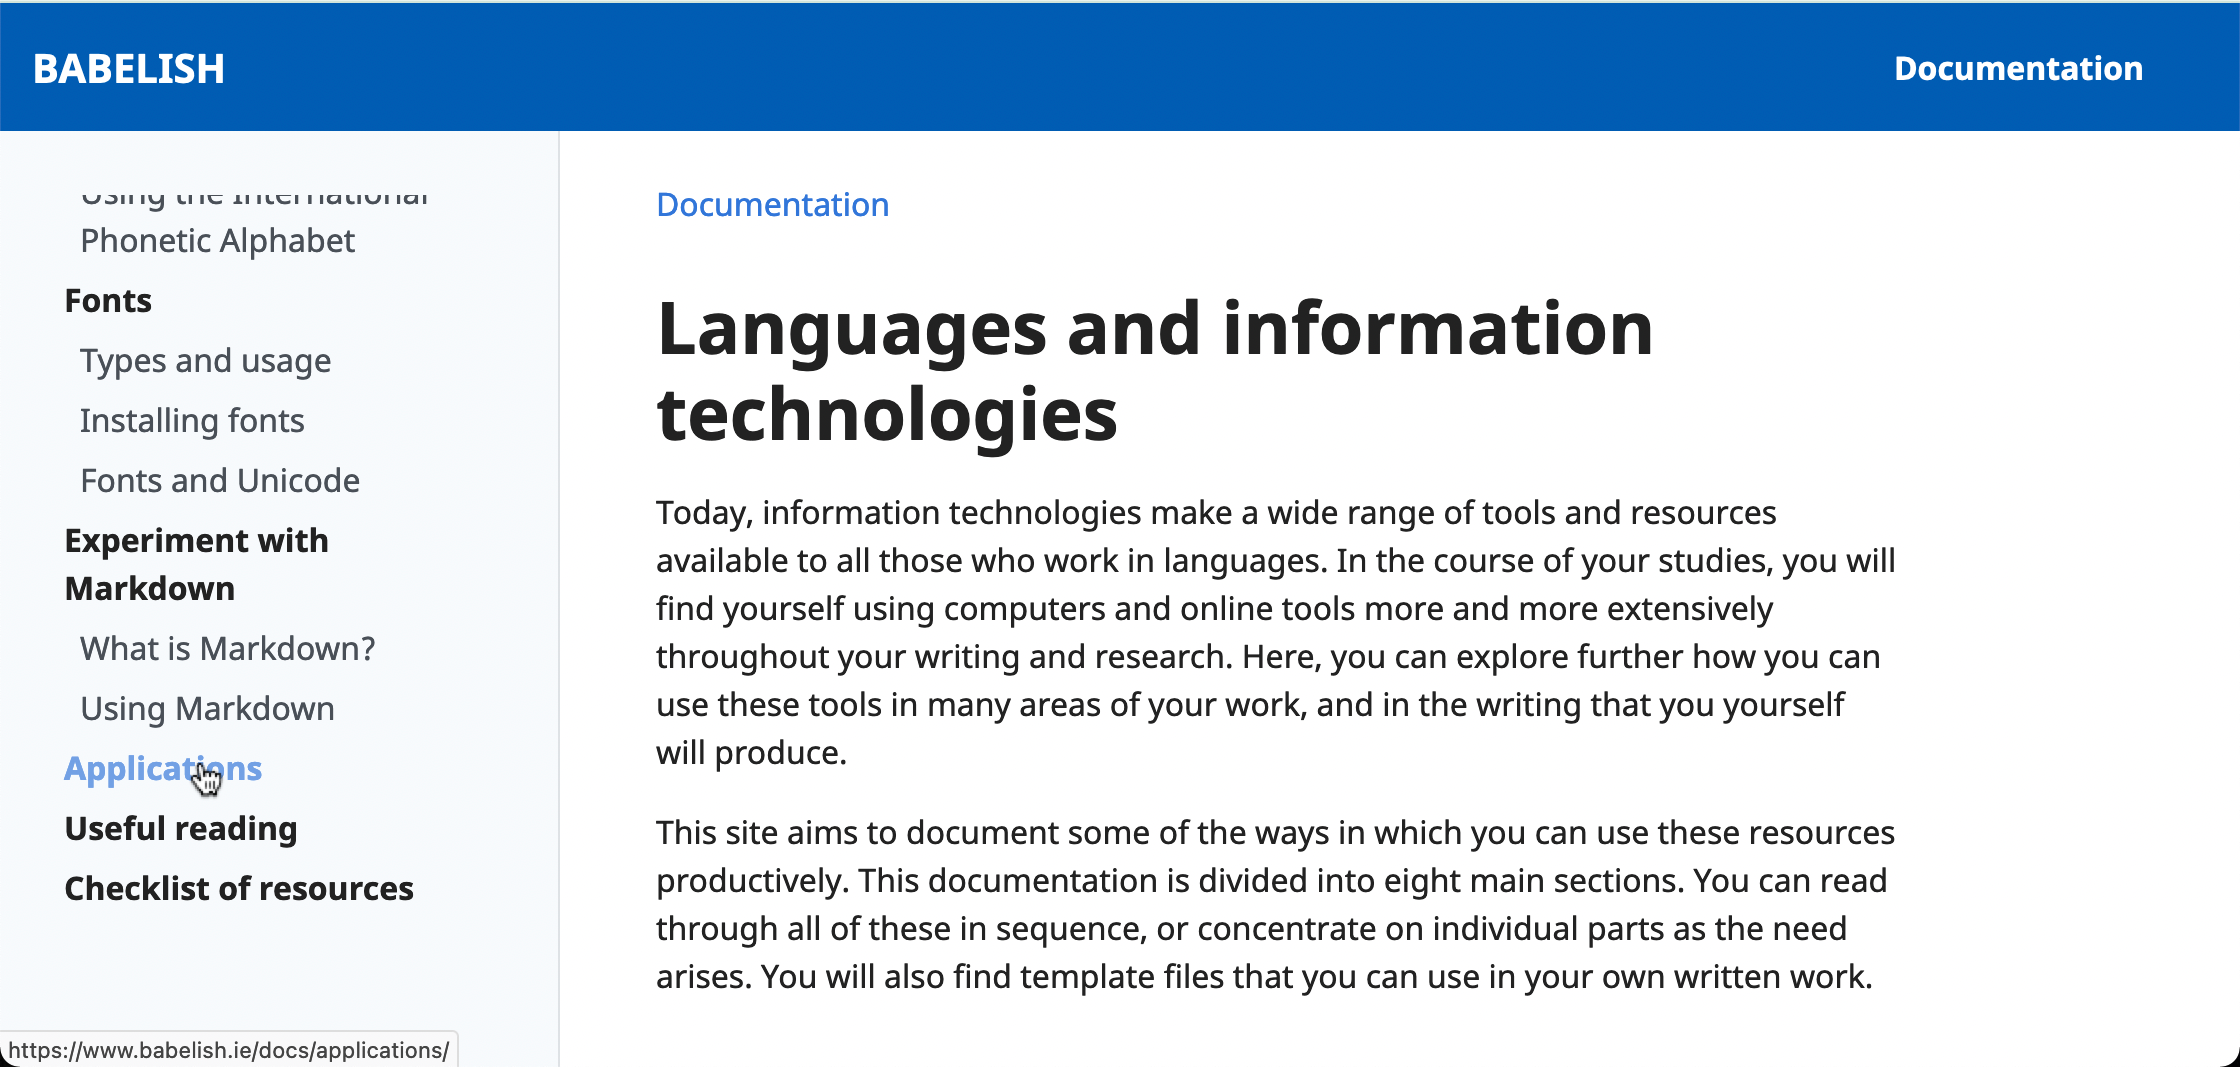 BABELISH
Documentation
Using the International
Phonetic Alphabet
Fonts
Types and usage
Installing fonts
Fonts and Unicode
Experiment with
Markdown
What is Markdown?
Using Markdown
Applications
Useful reading
Checklist of resources
https://www.babelish.ie/docs/applications/
Documentation
Languages and information
technologies
Today, information technologies make a wide range of tools and resources
available to all those who work in languages. In the course of your studies, you will
find yourself using computers and online tools more and more extensively
throughout your writing and research. Here, you can explore further how you can
use these tools in many areas of your work, and in the writing that you yourself
will produce.
This site aims to document some of the ways in which you can use these resources
productively. This documentation is divided into eight main sections. You can read
through all of these in sequence, or concentrate on individual parts as the need
arises. You will also find template files that you can use in your own written work.